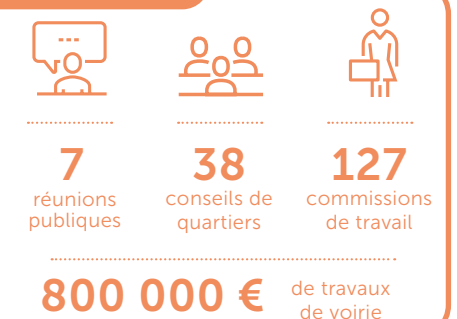 7
réunions
publiques
38
conseils de
quartiers
127
commissions
de travail
800 000 €
de travaux
de voirie